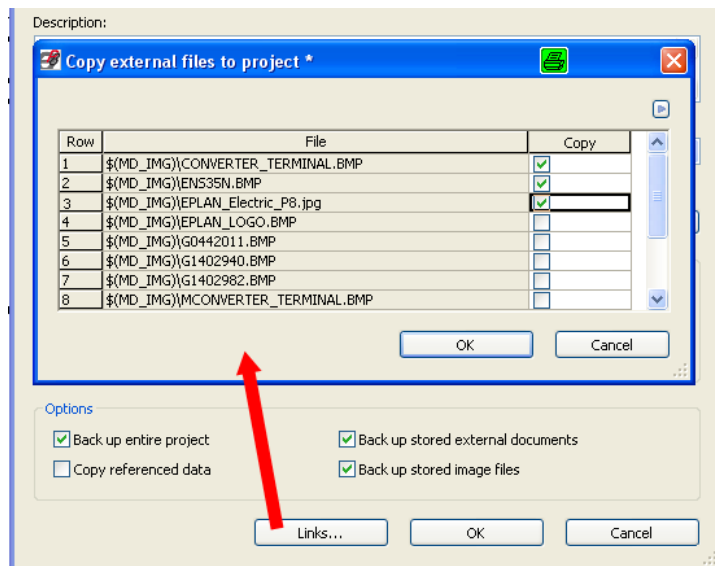 Description:
Copy external files to project *
Row File Copy
1 $(MD_IMG)\CONVERTER_TERMINAL.BMP
2 $(MD_IMG)\ENS35N.BMP
3 $(MD_IMG)\EPLAN_Electric_P8.jpg
4 $(MD_IMG)\EPLAN_LOGO.BMP
5 $(MD_IMG)\G0442011.BMP
6 $(MD_IMG)\G1402940.BMP
7 $(MD_IMG)\G1402982.BMP
8 $(MD_IMG)\MCONVERTER_TERMINAL.BMP
OK Cancel
Options
Back up entire project Back up stored external documents
Copy referenced data Back up stored image files
Links... OK Cancel